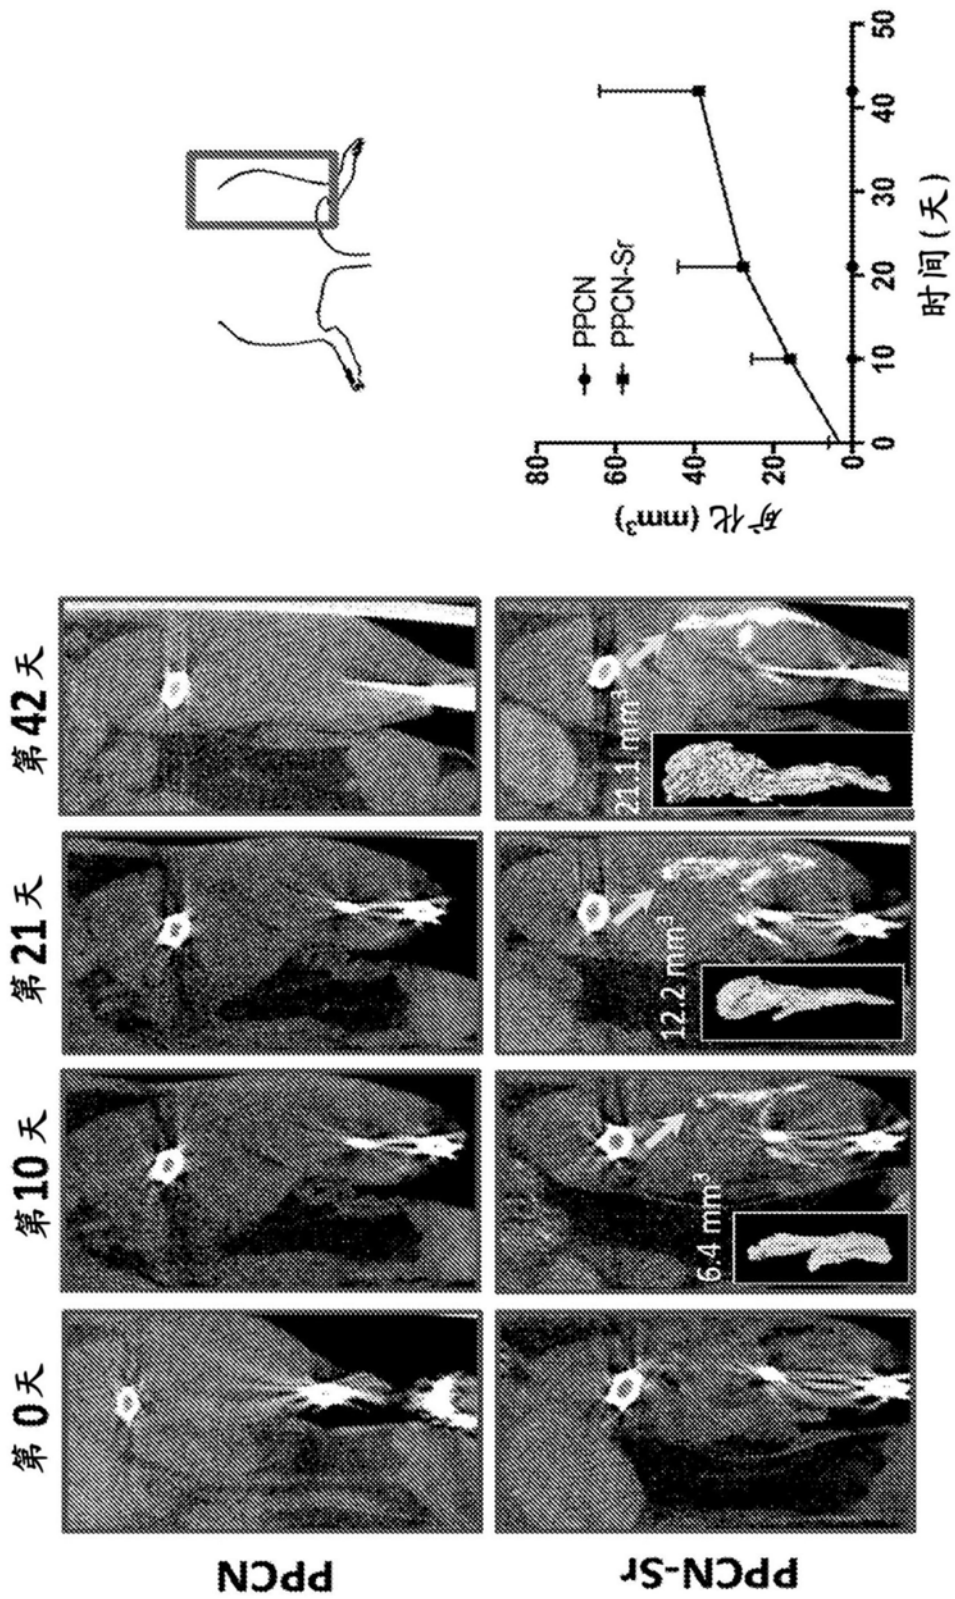 第 0 天
第 10 天
第 21 天
第 42 天
PPCN
PPCN-Sr
6.4 mm³
12.2 mm³
21.1 mm³
矿化 (mm³)
80
60
40
20
0
PPCN
PPCN-Sr
0
10
20
30
40
50
时间 (天)